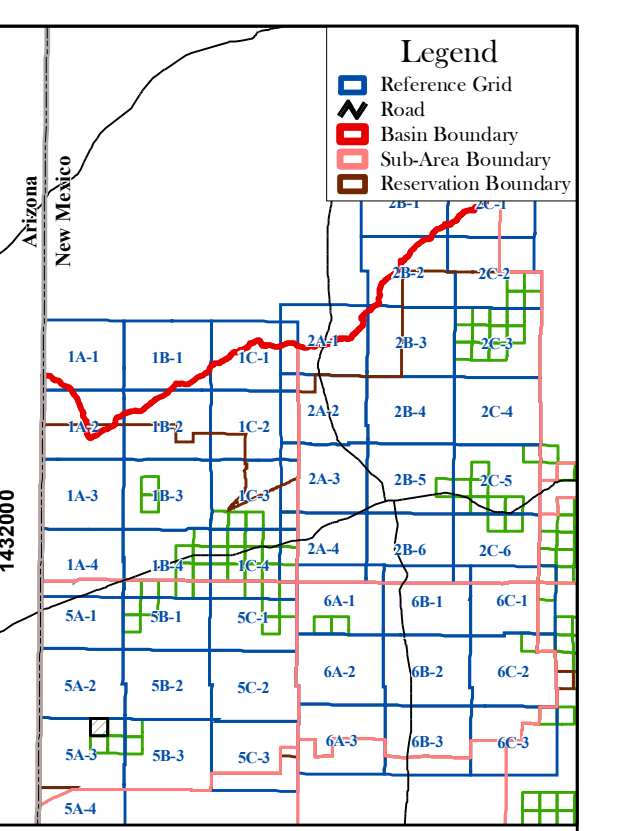 Legend
Reference Grid
Road
Basin Boundary
Sub-Area Boundary
Reservation Boundary
Arizona
New Mexico
1432000
2B-1 2C-1
2B-2 2C-2
2A-1 2B-3 2C-3
1A-1 1B-1 1C-1
2A-2 2B-4 2C-4
1A-2 1B-2 1C-2
2A-3 2B-5 2C-5
1A-3 1B-3 1C-3
2A-4 2B-6 2C-6
1A-4 1B-4 1C-4
6A-1 6B-1 6C-1
5A-1 5B-1 5C-1
6A-2 6B-2 6C-2
5A-2 5B-2 5C-2
6A-3 6B-3 6C-3
5A-3 5B-3 5C-3
5A-4